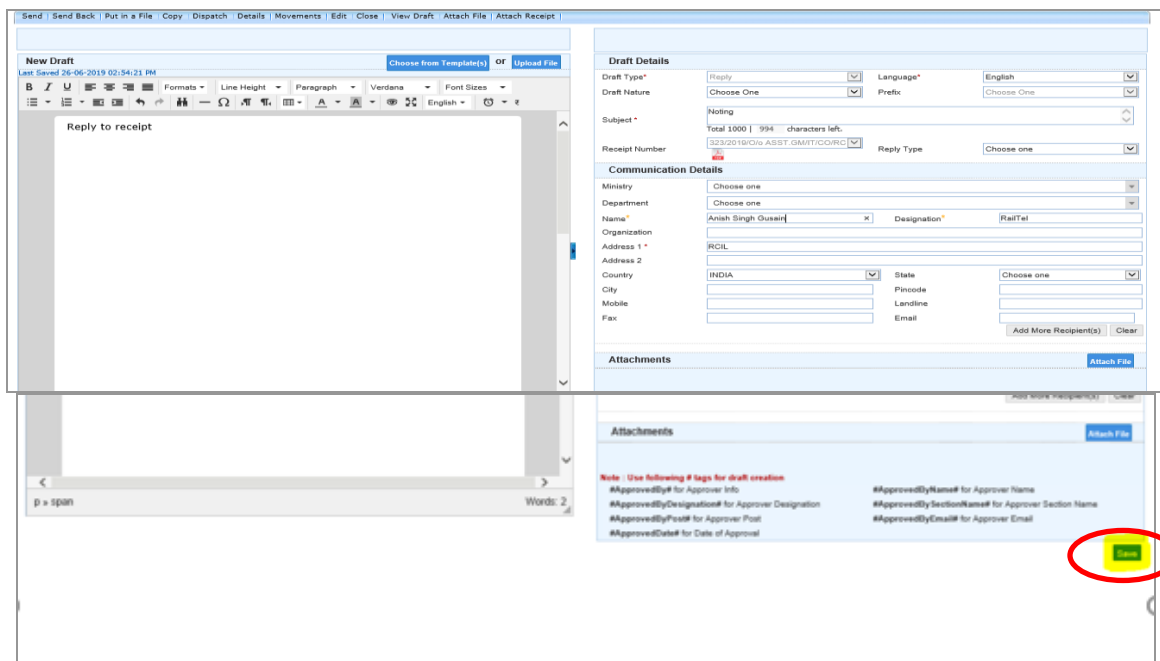 Send | Send Back | Put in a File | Copy | Dispatch | Details | Movements | Edit | Close | View Draft | Attach File | Attach Receipt |
New Draft
Choose from Template(s) or Upload File
Last Saved 26-06-2019 02:54:21 PM
B I U Formats Line Height Paragraph Verdana Font Sizes
Ω A A English
Reply to receipt
p » span
Words: 2
Draft Details
Draft Type* Reply Language* English
Draft Nature Choose One Prefix Choose One
Subject * Noting
Total 1000 | 994 characters left.
Receipt Number 323/2019/O/o ASST.GM/IT/CO/RC Reply Type Choose one
Communication Details
Ministry Choose one
Department Choose one
Name* Anish Singh Gusain × Designation* RailTel
Organization
Address 1 * RCIL
Address 2
Country INDIA State Choose one
City Pincode
Mobile Landline
Fax Email
Add More Recipient(s) Clear
Attachments
Attach File
Add More Recipient(s) Clear
Attachments
Attach File
Note : Use following # tags for draft creation
#ApprovedBy# for Approver Info #ApprovedByName# for Approver Name
#ApprovedByDesignation# for Approver Designation #ApprovedBySectionName# for Approver Section Name
#ApprovedByPost# for Approver Post #ApprovedByEmail# for Approver Email
#ApprovedDate# for Date of Approval
Save